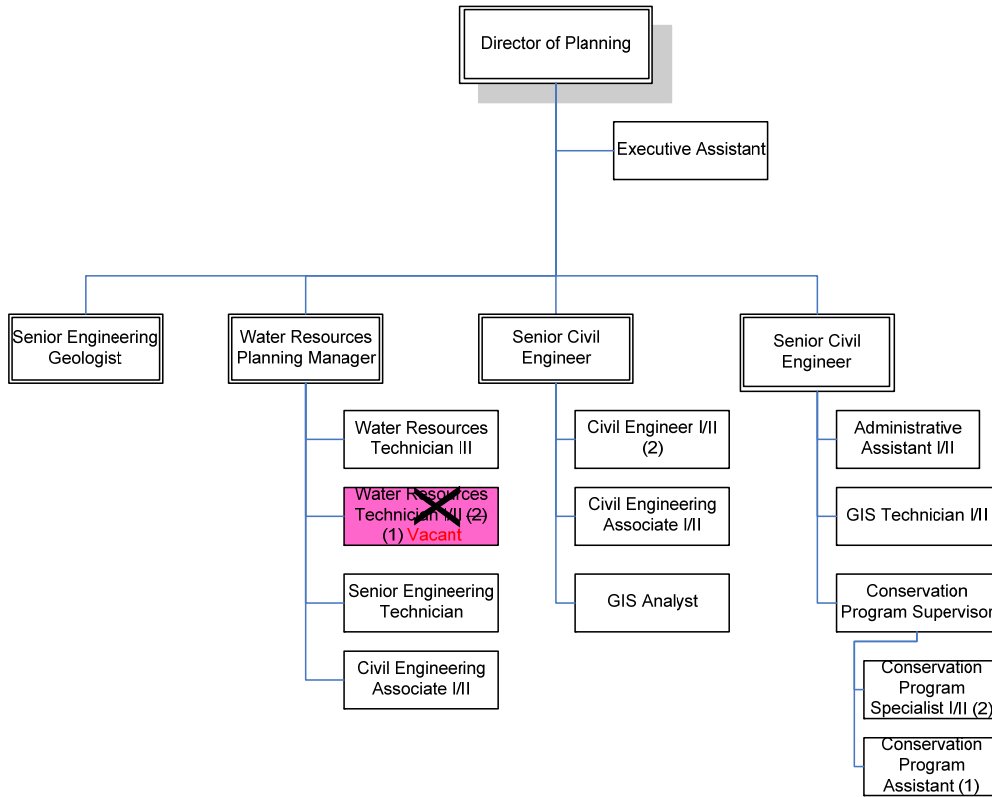 Director of Planning
Executive Assistant
Senior Engineering
Geologist
Water Resources
Planning Manager
Senior Civil
Engineer
Senior Civil
Engineer
Water Resources
Technician III
Water Resources
Technician I/II (2)
(1) Vacant
Senior Engineering
Technician
Civil Engineering
Associate I/II
Civil Engineer I/II
(2)
Civil Engineering
Associate I/II
GIS Analyst
Administrative
Assistant I/II
GIS Technician I/II
Conservation
Program Supervisor
Conservation
Program
Specialist I/II (2)
Conservation
Program
Assistant (1)